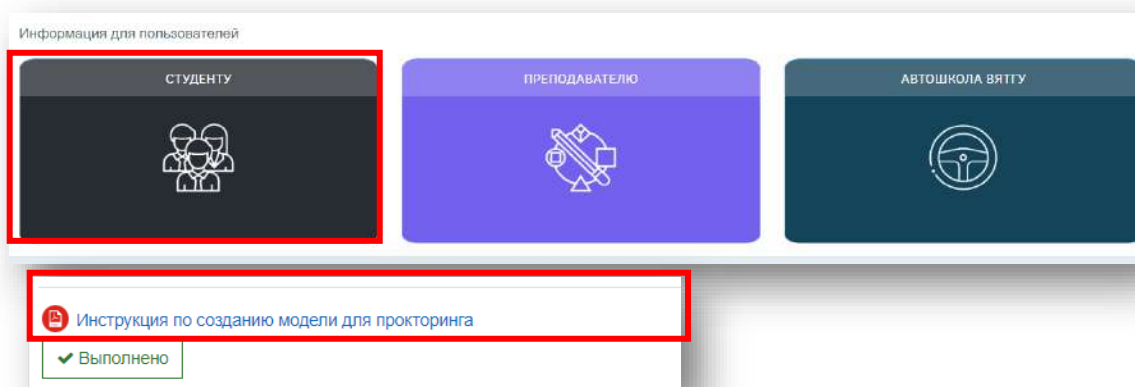 Информация для пользователей
СТУДЕНТУ
ПРЕПОДАВАТЕЛЮ
АВТОШКОЛА ВЯТГУ
Инструкция по созданию модели для прокторинга
Выполнено